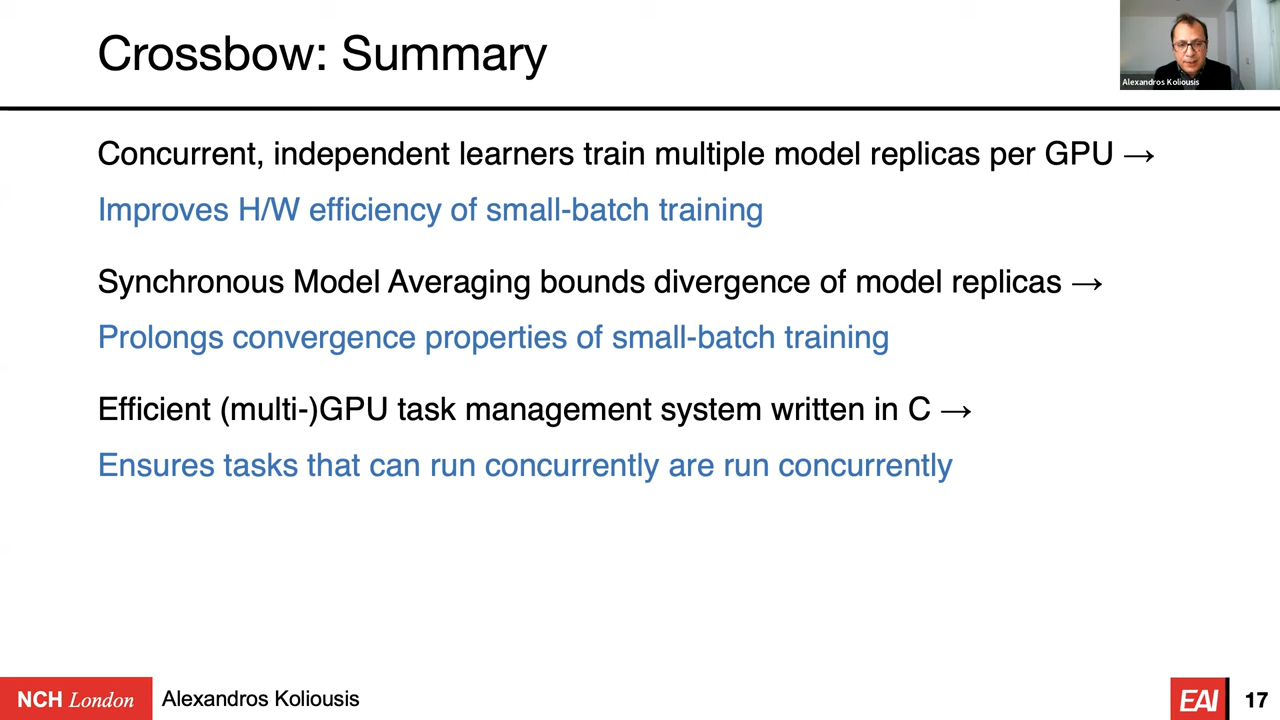 Crossbow: Summary
Alexandros Koliousis
Concurrent, independent learners train multiple model replicas per GPU →
Improves H/W efficiency of small-batch training
Synchronous Model Averaging bounds divergence of model replicas →
Prolongs convergence properties of small-batch training
Efficient (multi-)GPU task management system written in C →
Ensures tasks that can run concurrently are run concurrently
NCH London
Alexandros Koliousis
EAI
17